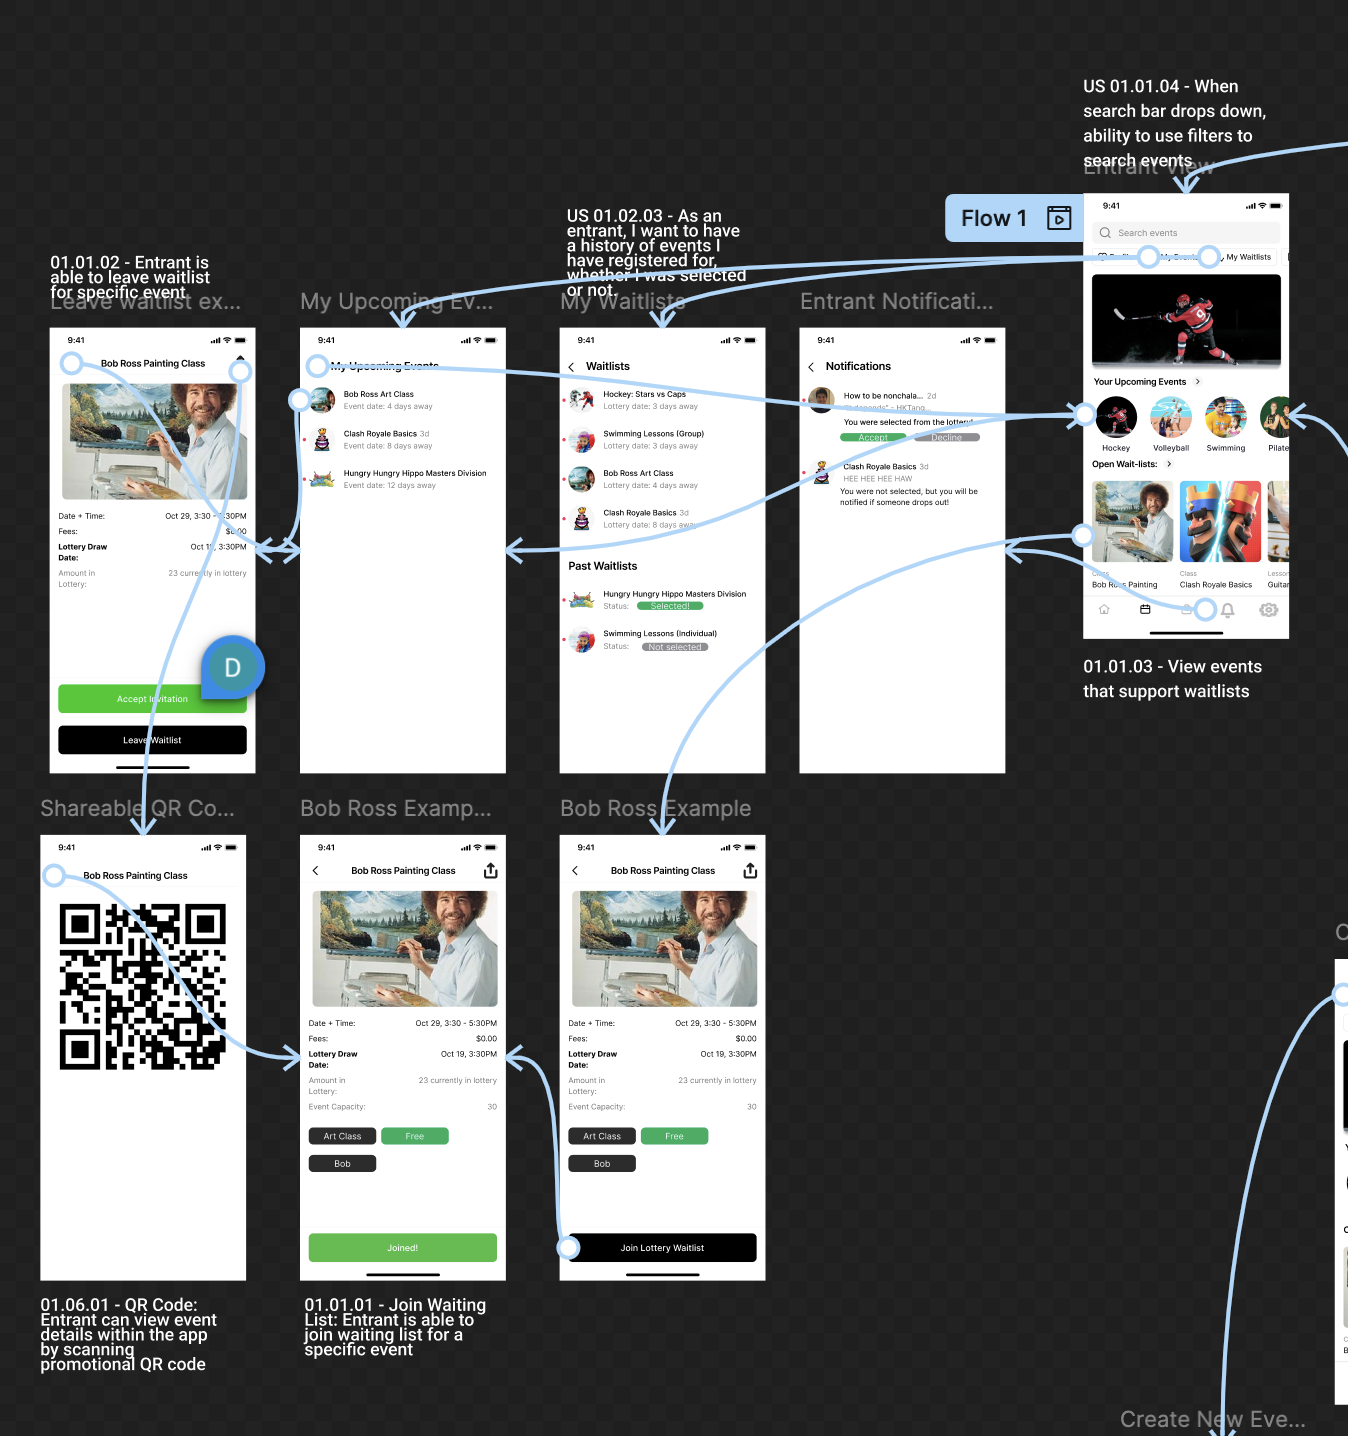 US 01.01.04 - When
search bar drops down,
ability to use filters to
search events
Entrant View
Flow 1
9:41
Search events
My Events
My Waitlists
Your Upcoming Events
Hockey
Volleyball
Swimming
Pilate
Open Wait-lists:
Class
Bob Ross Painting
Class
Clash Royale Basics
Lesson
Guitar
01.01.03 - View events
that support waitlists
01.01.02 - Entrant is
able to leave waitlist
for specific event
Leave waitlist ex...
9:41
Bob Ross Painting Class
Date + Time:
Oct 29, 3:30 - 5:30PM
Fees:
$0.00
Lottery Draw
Date:
Oct 19, 3:30PM
Amount in
Lottery:
23 currently in lottery
Accept Invitation
Leave Waitlist
D
My Upcoming Ev...
9:41
My Upcoming Events
Bob Ross Art Class
Event date: 4 days away
Clash Royale Basics 3d
Event date: 8 days away
Hungry Hungry Hippo Masters Division
Event date: 12 days away
US 01.02.03 - As an
entrant, I want to have
a history of events I
have registered for,
whether I was selected
or not.
My Waitlists
9:41
Waitlists
Hockey: Stars vs Caps
Lottery date: 3 days away
Swimming Lessons (Group)
Lottery date: 3 days away
Bob Ross Art Class
Lottery date: 4 days away
Clash Royale Basics 3d
Lottery date: 8 days away
Past Waitlists
Hungry Hungry Hippo Masters Division
Status: Selected!
Swimming Lessons (Individual)
Status: Not selected
Entrant Notificati...
9:41
Notifications
How to be nonchala... 2d
- HKTang
You were selected from the lottery!
Accept
Decline
Clash Royale Basics 3d
HEE HEE HEE HAW
You were not selected, but you will be
notified if someone drops out!
Shareable QR Co...
9:41
Bob Ross Painting Class
01.06.01 - QR Code:
Entrant can view event
details within the app
by scanning
promotional QR code
Bob Ross Examp...
9:41
Bob Ross Painting Class
Date + Time:
Oct 29, 3:30 - 5:30PM
Fees:
$0.00
Lottery Draw
Date:
Oct 19, 3:30PM
Amount in
Lottery:
23 currently in lottery
Event Capacity:
30
Art Class
Free
Bob
Joined!
01.01.01 - Join Waiting
List: Entrant is able to
join waiting list for a
specific event
Bob Ross Example
9:41
Bob Ross Painting Class
Date + Time:
Oct 29, 3:30 - 5:30PM
Fees:
$0.00
Lottery Draw
Date:
Oct 19, 3:30PM
Amount in
Lottery:
23 currently in lottery
Event Capacity:
30
Art Class
Free
Bob
Join Lottery Waitlist
Create New Eve...